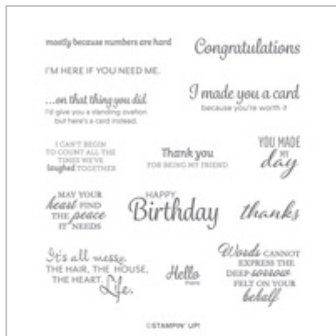 mostly because numbers are hard
Congratulations
I'M HERE IF YOU NEED ME.
...on that thing you did
I'd give you a standing ovation
but here's a card instead.
I made you a card
because you're worth it
I CAN'T BEGIN
TO COUNT ALL THE
TIMES WE'VE
laughed TOGETHER
Thank you
FOR BEING MY FRIEND
YOU MADE
MY
day
MAY YOUR
heart FIND
THE peace
IT NEEDS
HAPPY
Birthday
thanks
It's all messy.
THE HAIR, THE HOUSE,
THE HEART.
Life.
Hello
there
Words CANNOT
EXPRESS THE
DEEP sorrow
FELT ON YOUR
behalf
©STAMPIN' UP!